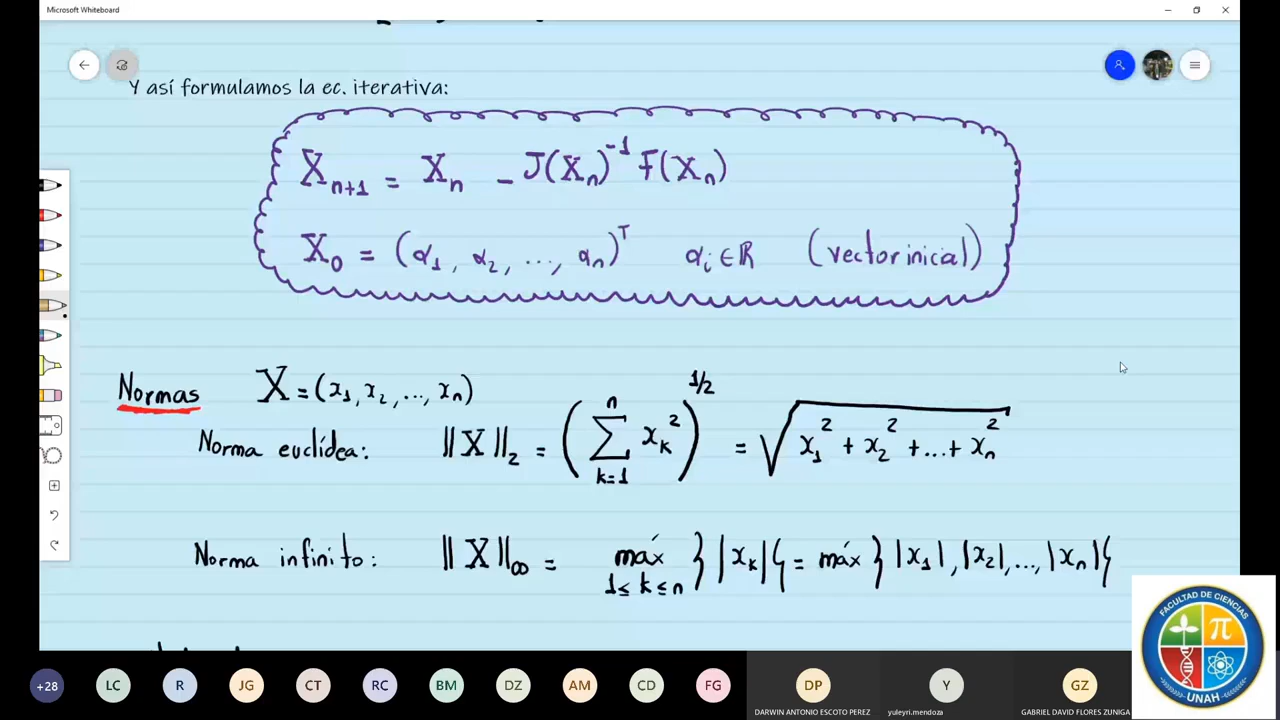 Microsoft Whiteboard
Y así formulamos la ec. iterativa:
X_{n+1} = X_n - J(X_n)^{-1} F(X_n)
X_0 = (α_1, α_2, ..., α_n)^T α_i ∈ ℝ (vector inicial)
Normas X = (x_1, x_2, ..., x_n)
Norma euclídea: ||X||_2 = (∑_{k=1}^{n} x_k^2)^{1/2} = √(x_1^2 + x_2^2 + ... + x_n^2)
Norma infinito: ||X||_∞ = máx_{1≤k≤n} }|x_k|{ = máx }|x_1|, |x_2|, ..., |x_n|{
FACULTAD DE CIENCIAS
π
UNAH
+28 LC R JG CT RC BM DZ AM CD FG DP Y GZ
DARWIN ANTONIO ESCOTO PEREZ yuleyri.mendoza GABRIEL DAVID FLORES ZUNIGA